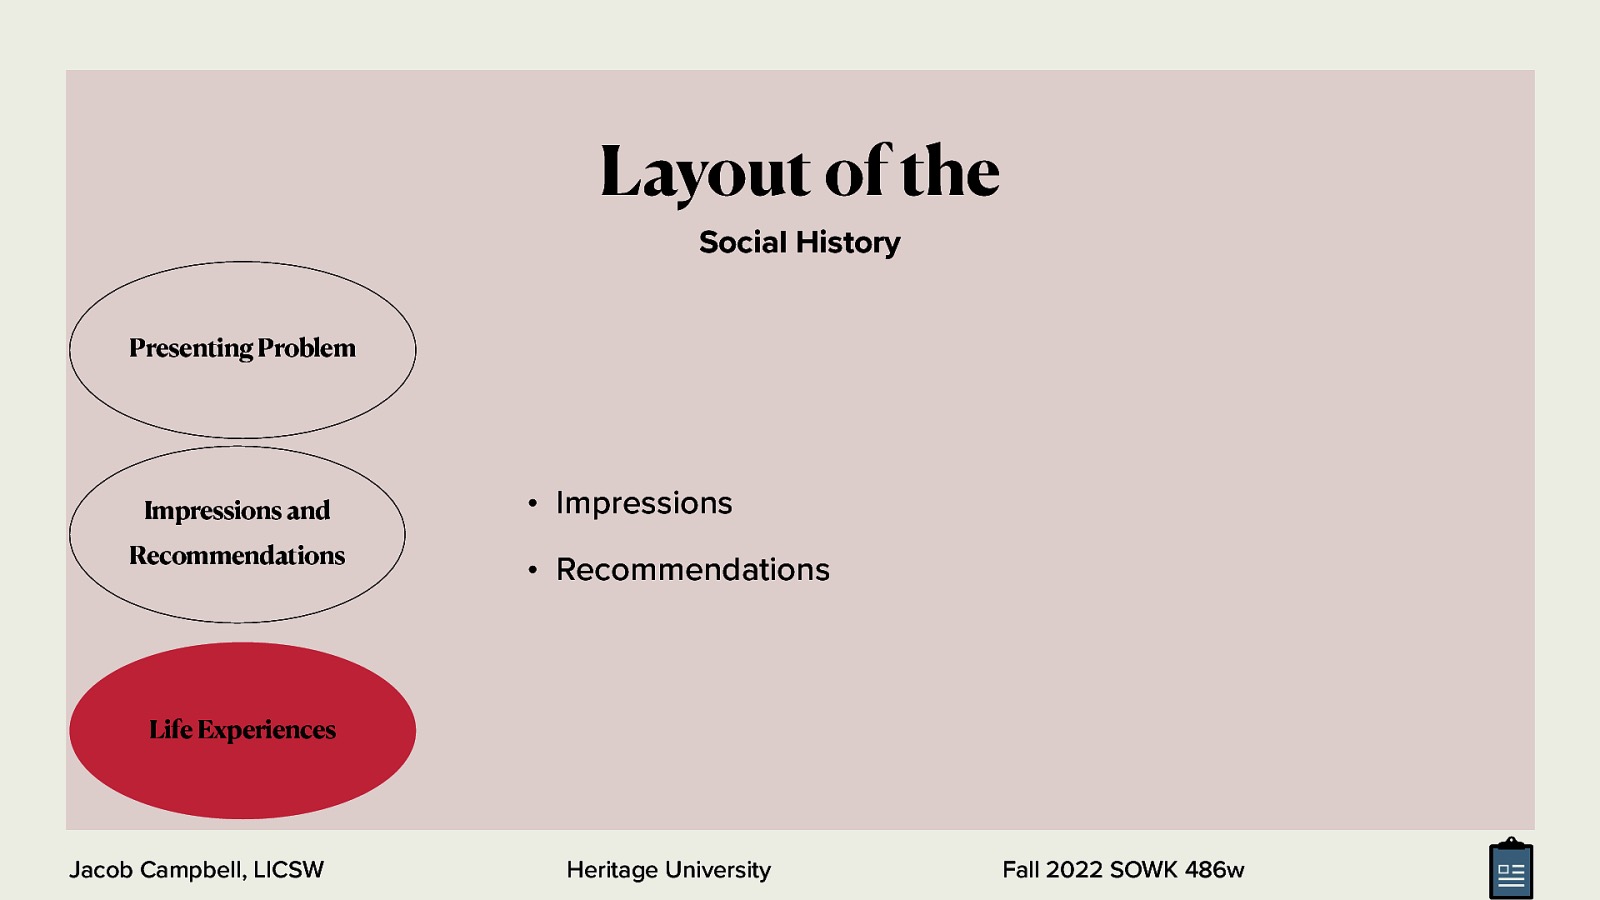 Layout of the
Social History
Presenting Problem
Impressions and
Recommendations
• Impressions
• Recommendations
Life Experiences
Jacob Campbell, LICSW
Heritage University
Fall 2022 SOWK 486w